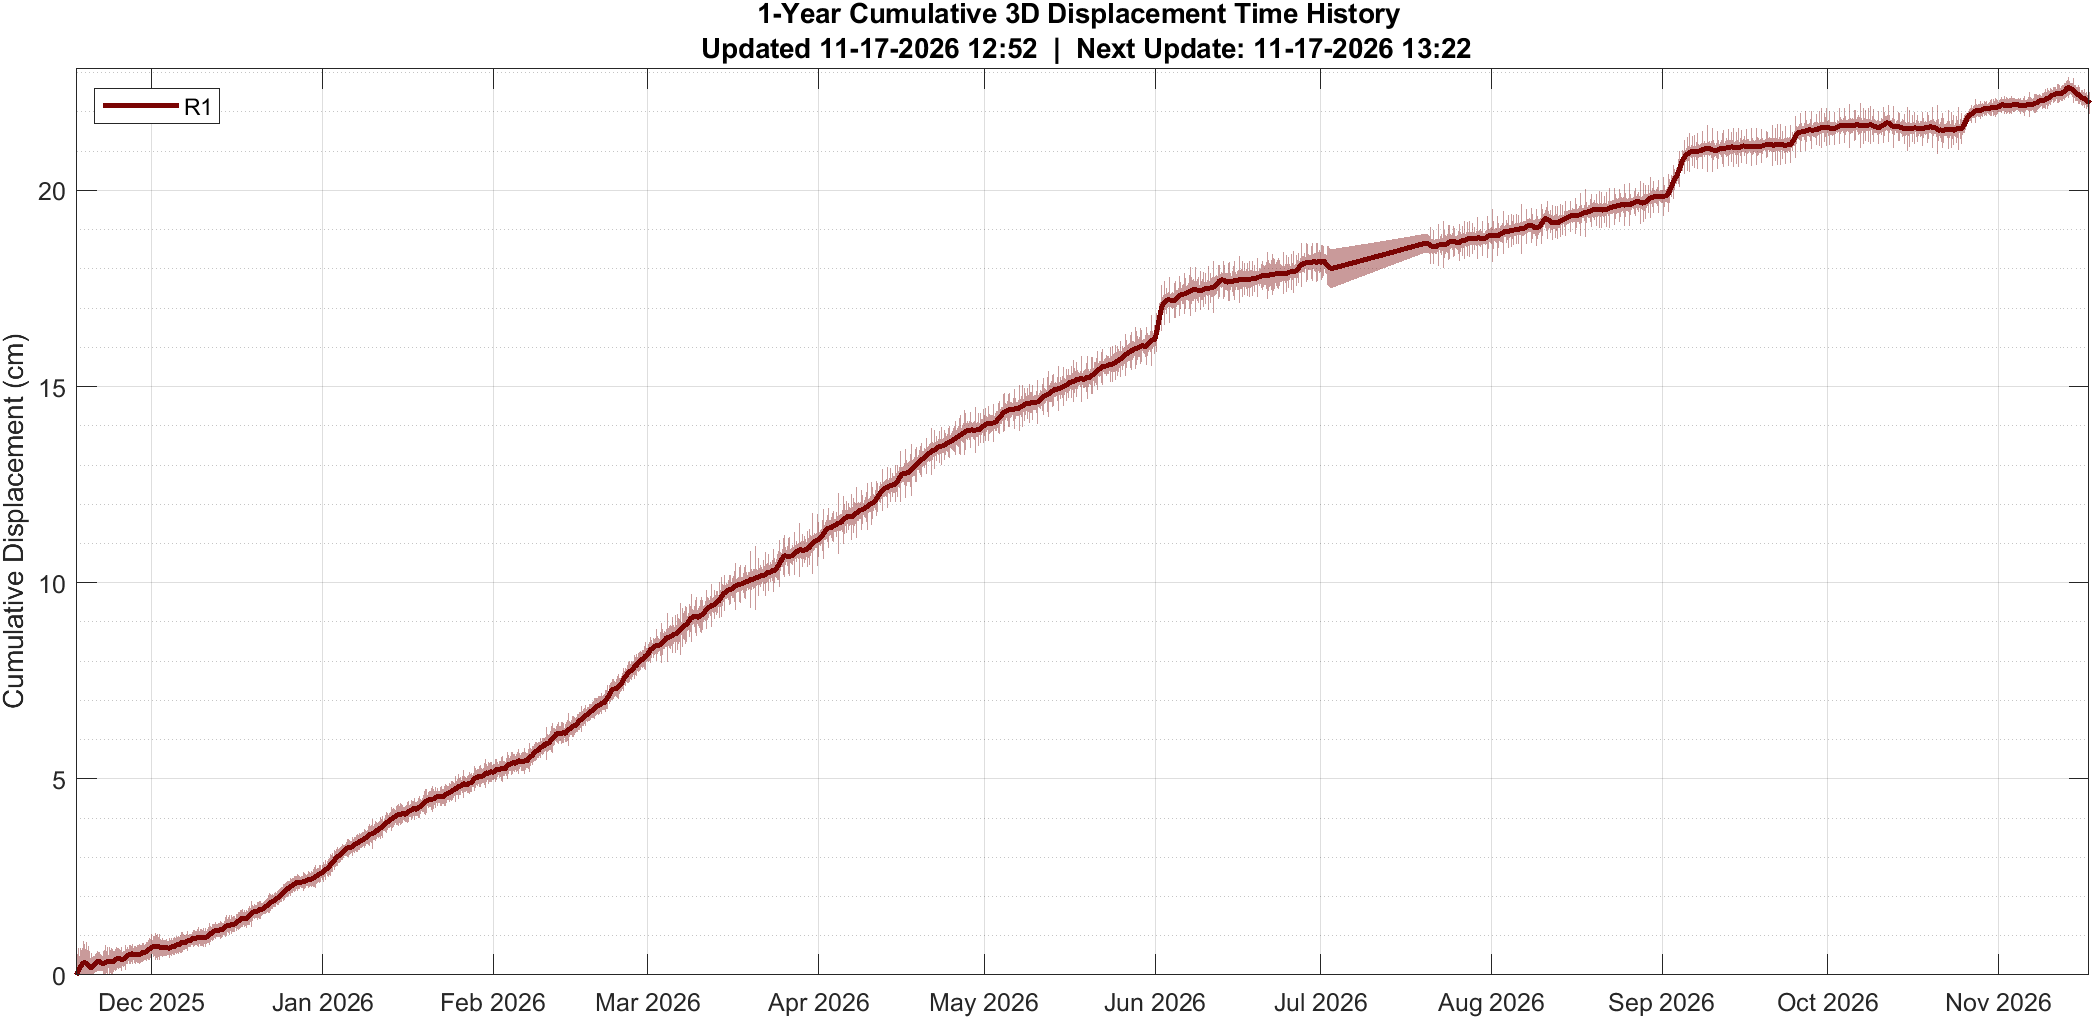 1-Year Cumulative 3D Displacement Time History
Updated 11-17-2026 12:52 | Next Update: 11-17-2026 13:22
R1
Cumulative Displacement (cm)
20
15
10
5
0
Dec 2025 Jan 2026 Feb 2026 Mar 2026 Apr 2026 May 2026 Jun 2026 Jul 2026 Aug 2026 Sep 2026 Oct 2026 Nov 2026